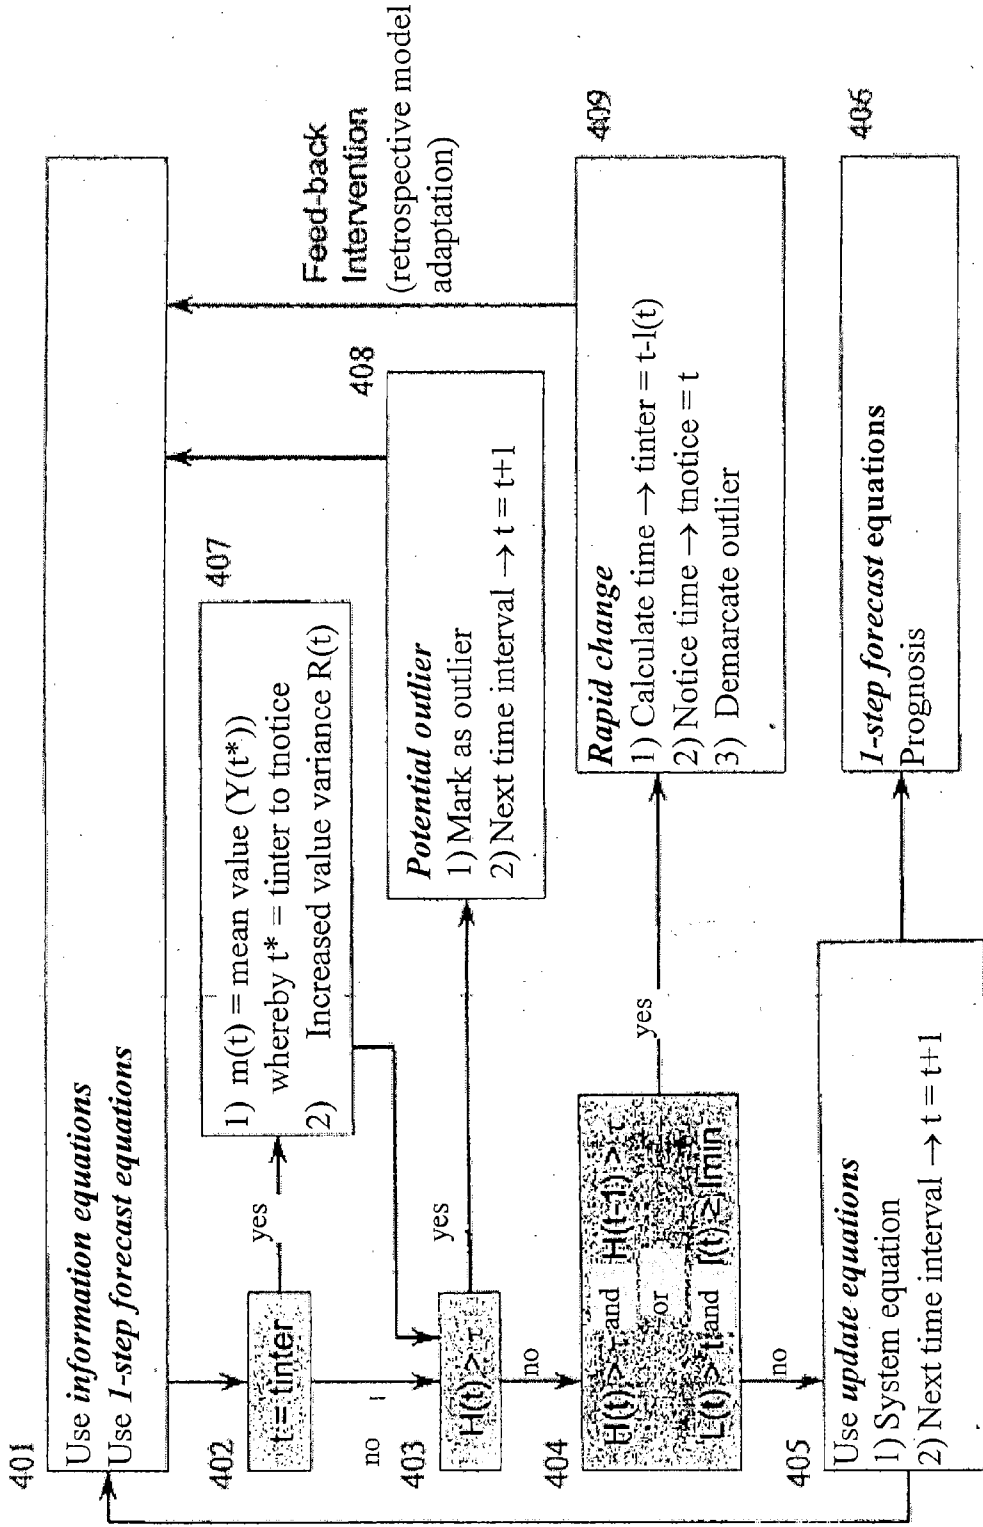 401
Use information equations
Use 1-step forecast equations
402
t = tinter
yes
no
407
1) m(t) = mean value (Y(t*))
whereby t* = tinter to tnotice
2) Increased value variance R(t)
403
H(t) > τ
yes
no
408
Potential outlier
1) Mark as outlier
2) Next time interval → t = t+1
Feed-back
Intervention
(retrospective model
adaptation)
404
H(t) > τ and H(t-1) > τ
or
L(t) > t and l(t) ≥ lmin
yes
no
409
Rapid change
1) Calculate time → tinter = t-l(t)
2) Notice time → tnotice = t
3) Demarcate outlier
405
Use update equations
1) System equation
2) Next time interval → t = t+1
406
1-step forecast equations
Prognosis